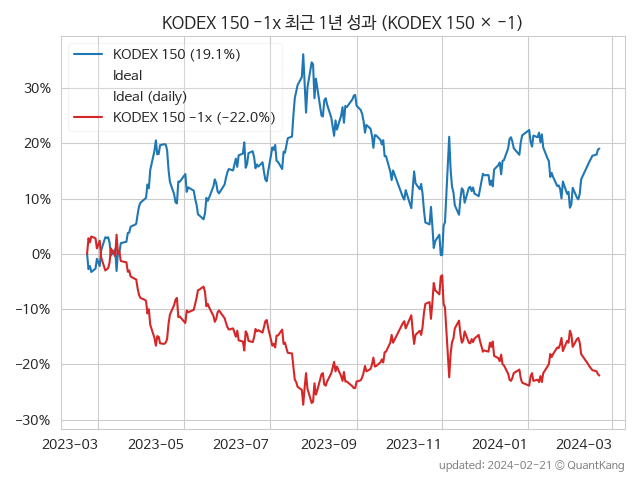 KODEX 150 -1x 최근 1년 성과 (KODEX 150 × -1)
KODEX 150 (19.1%)
Ideal
Ideal (daily)
KODEX 150 -1x (-22.0%)
30%
20%
10%
0%
-10%
-20%
-30%
2023-03
2023-05
2023-07
2023-09
2023-11
2024-01
2024-03
updated: 2024-02-21 © QuantKang